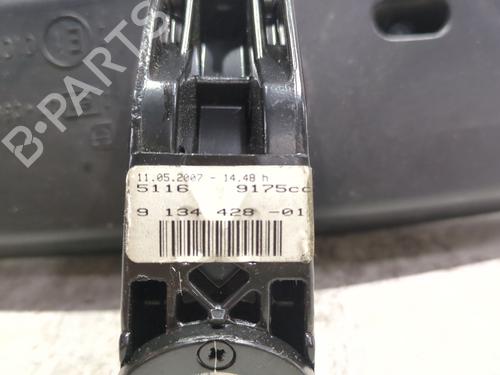 B-PARTS
11.05.2007 - 14.48 h
5116 9175cc
9 134 428 -01